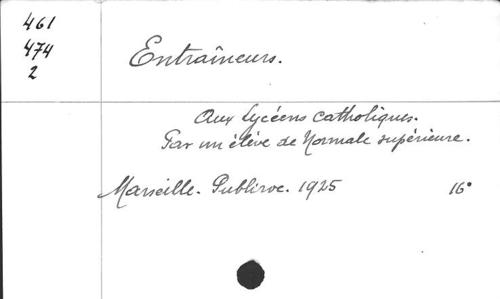 461
474
2
Entraîneurs.
Aux lycéens catholiques.
Par un élève de Normale supérieure.
Marseille. Publiroc. 1925 16°